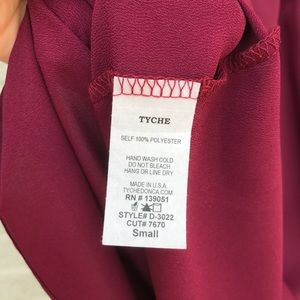 TYCHE
SELF-100% POLYESTER
HAND WASH COLD
DO NOT BLEACH
HANG OR LINE DRY
MADE IN U.S.A.
TYCHEDONCA.COM
RN # 139051
STYLE# D-3022
CUT# 7670
Small